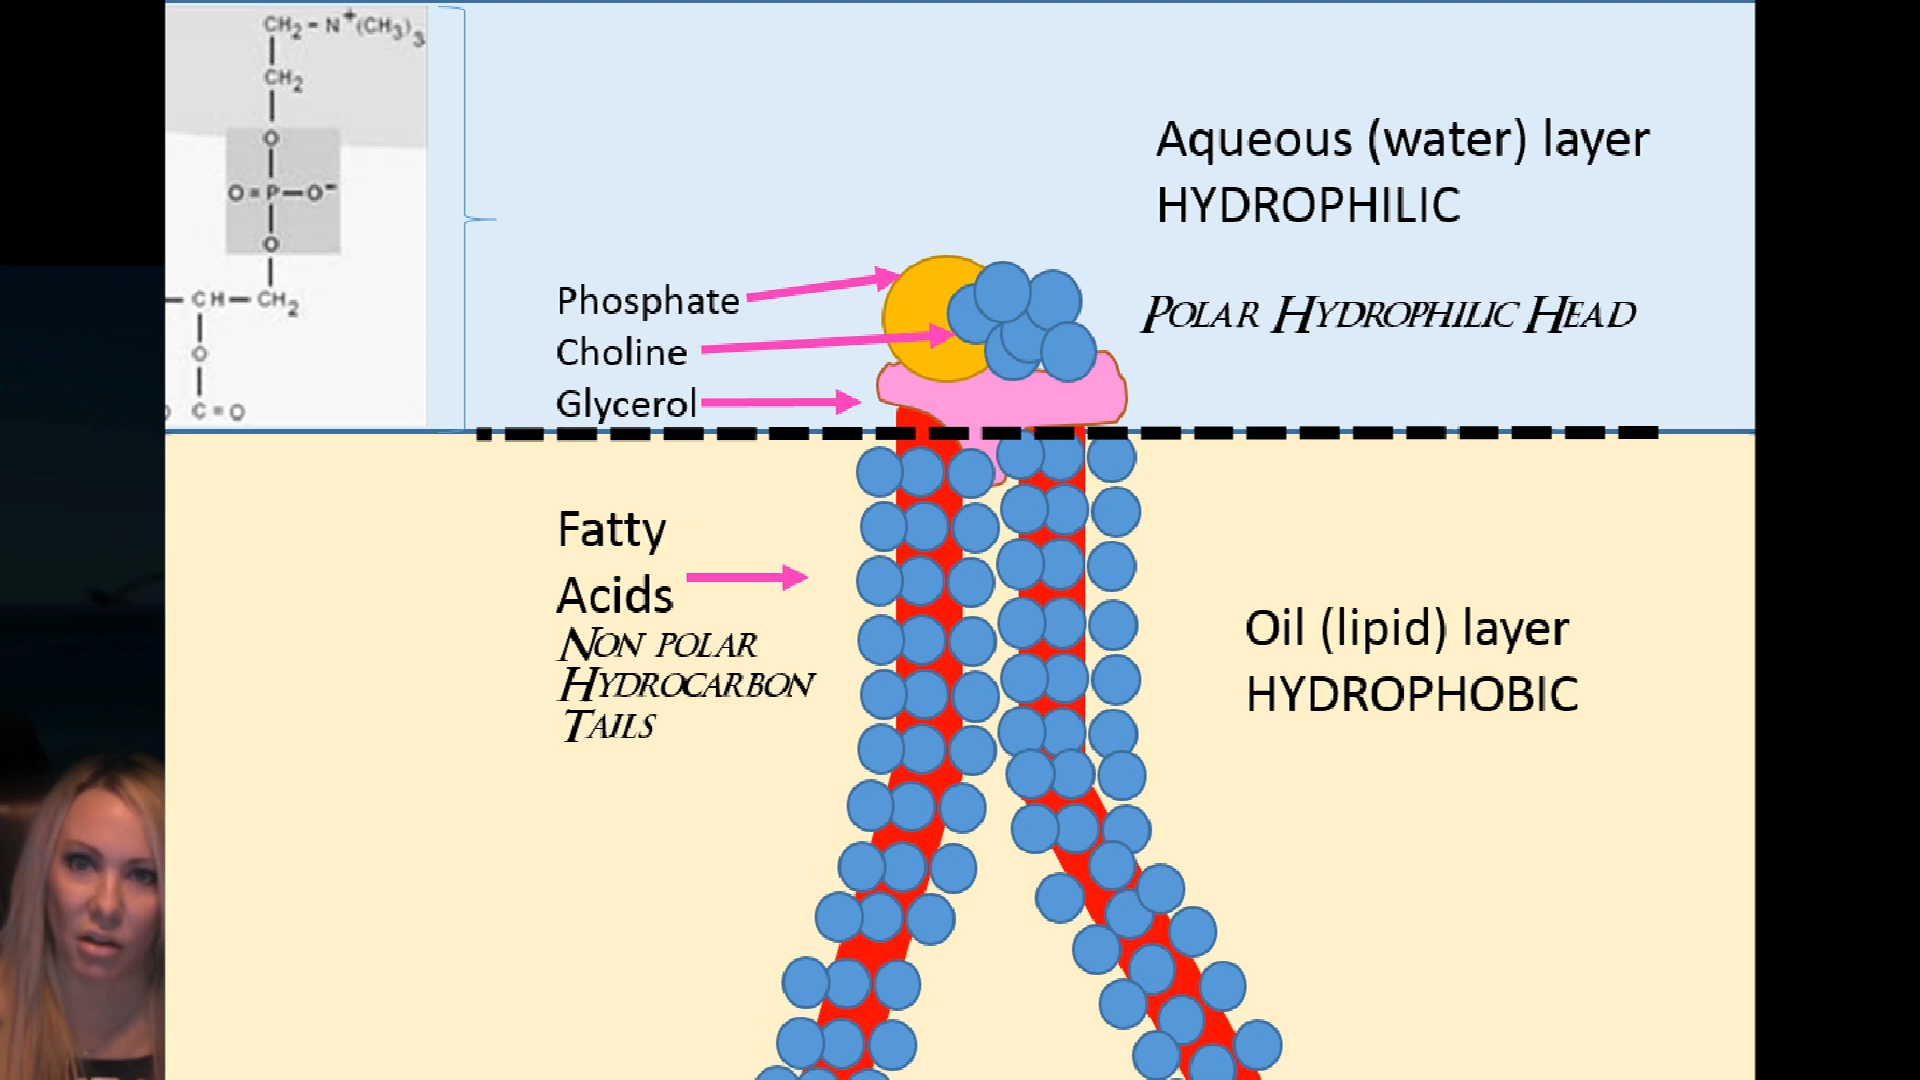 CH₂ – N⁺(CH₃)₃
CH₂
O
O = P – O⁻
O
– CH – CH₂
O
C = O
Aqueous (water) layer
HYDROPHILIC
Phosphate
Choline
Glycerol
POLAR HYDROPHILIC HEAD
Fatty
Acids
NON POLAR
HYDROCARBON
TAILS
Oil (lipid) layer
HYDROPHOBIC